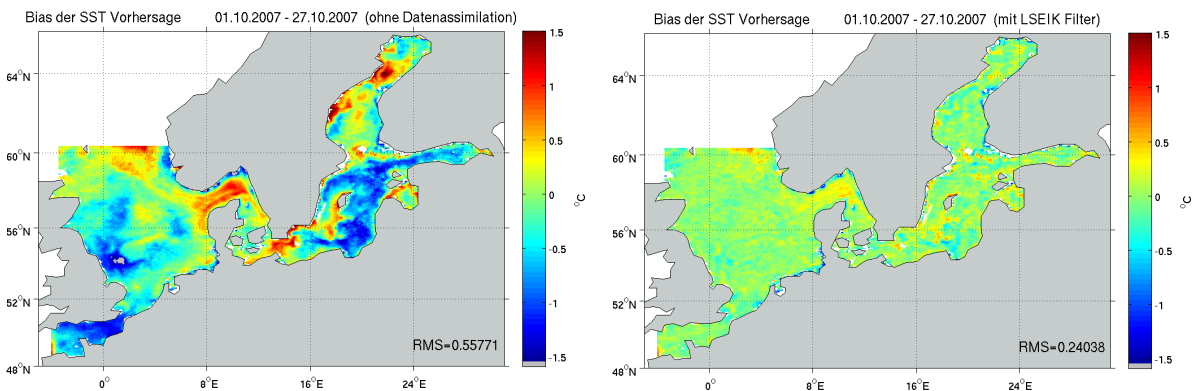 Bias der SST Vorhersage 01.10.2007 - 27.10.2007 (ohne Datenassimilation)
64°N
60°N
56°N
52°N
48°N
0°
8°E
16°E
24°E
RMS=0.55771
1.5
1
0.5
0
-0.5
-1
-1.5
°C
Bias der SST Vorhersage 01.10.2007 - 27.10.2007 (mit LSEIK Filter)
64°N
60°N
56°N
52°N
48°N
0°
8°E
16°E
24°E
RMS=0.24038
1.5
1
0.5
0
-0.5
-1
-1.5
°C